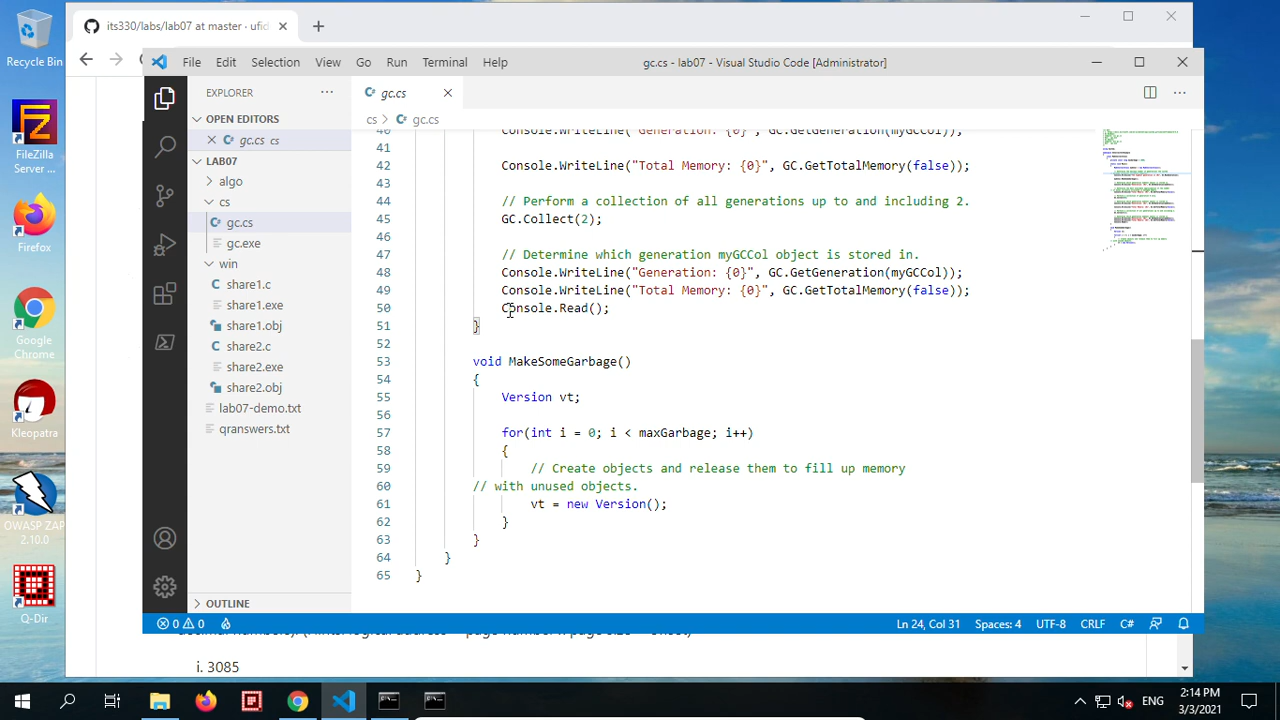 Recycle Bin
FileZilla
Server ...
Firefox
Google
Chrome
Kleopatra
OWASP ZAP
2.10.0
Q-Dir
its330/labs/lab07 at master · ufid
File Edit Selection View Go Run Terminal Help
gc.cs - lab07 - Visual Studio Code [Administrator]
EXPLORER
OPEN EDITORS
gc.cs cs
LAB07
algo
cs
gc.cs
gc.exe
win
share1.c
share1.exe
share1.obj
share2.c
share2.exe
share2.obj
lab07-demo.txt
qranswers.txt
OUTLINE
gc.cs
cs > gc.cs
40 Console.WriteLine("Generation: {0}", GC.GetGeneration(myGCCol));
41
42 Console.WriteLine("Total Memory: {0}", GC.GetTotalMemory(false));
43
44 // Perform a collection of all generations up to and including 2.
45 GC.Collect(2);
46
47 // Determine which generation myGCCol object is stored in.
48 Console.WriteLine("Generation: {0}", GC.GetGeneration(myGCCol));
49 Console.WriteLine("Total Memory: {0}", GC.GetTotalMemory(false));
50 Console.Read();
51 }
52
53 void MakeSomeGarbage()
54 {
55 Version vt;
56
57 for(int i = 0; i < maxGarbage; i++)
58 {
59 // Create objects and release them to fill up memory
60 // with unused objects.
61 vt = new Version();
62 }
63 }
64 }
65 }
0 0
Ln 24, Col 31 Spaces: 4 UTF-8 CRLF C#
i. 3085
ENG
2:14 PM
3/3/2021